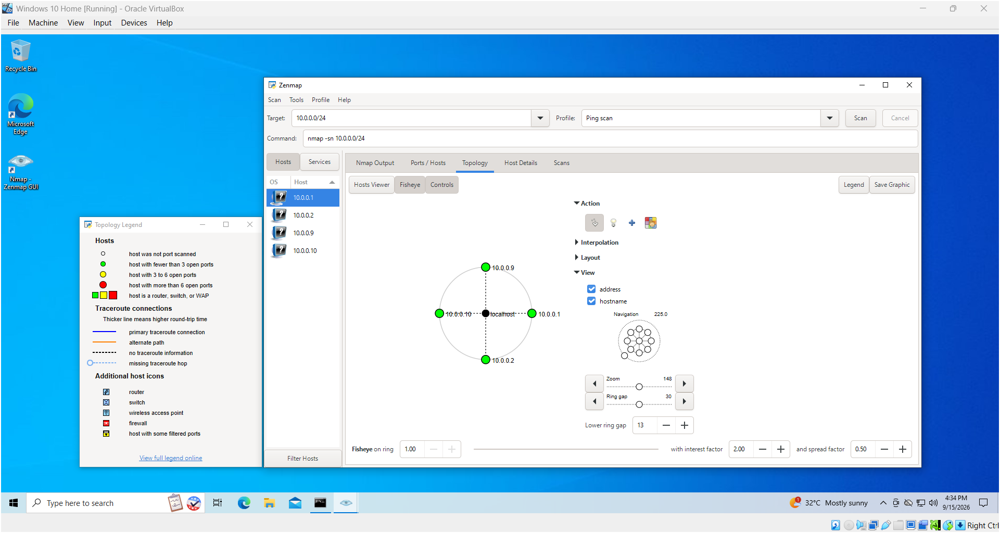 Windows 10 Home [Running] - Oracle VirtualBox
File Machine View Input Devices Help
Recycle Bin
Microsoft
Edge
Nmap -
Zenmap GUI
Zenmap
Scan Tools Profile Help
Target: 10.0.0.0/24 Profile: Ping scan Scan Cancel
Command: nmap -sn 10.0.0.0/24
Hosts Services
Nmap Output Ports / Hosts Topology Host Details Scans
OS Host
10.0.0.1
10.0.0.2
10.0.0.9
10.0.0.10
Filter Hosts
Hosts Viewer Fisheye Controls Legend Save Graphic
10.0.0.9
10.0.0.10 localhost 10.0.0.1
10.0.0.2
Action
Interpolation
Layout
View
address
hostname
Navigation 225.0
Zoom 148
Ring gap 30
Lower ring gap 13
Fisheye on ring 1.00 with interest factor 2.00 and spread factor 0.50
Topology Legend
Hosts
host was not port scanned
host with fewer than 3 open ports
host with 3 to 6 open ports
host with more than 6 open ports
host is a router, switch, or WAP
Traceroute connections
Thicker line means higher round-trip time
primary traceroute connection
alternate path
no traceroute information
missing traceroute hop
Additional host icons
router
switch
wireless access point
firewall
host with some filtered ports
View full legend online
Type here to search
1
32°C Mostly sunny
4:34 PM
9/15/2026
Right Ctrl